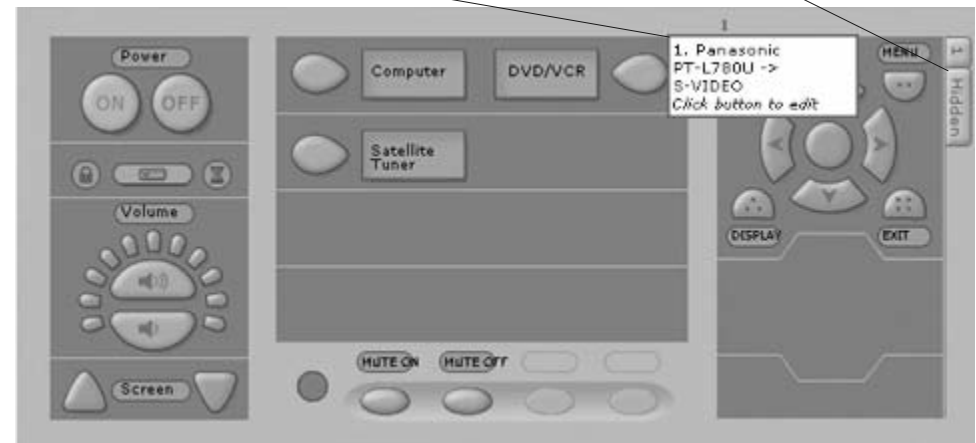 1
Power
ON OFF
Volume
Screen
Computer
DVD/VCR
Satellite
Tuner
MUTE ON
MUTE OFF
1. Panasonic
PT-L780U ->
S-VIDEO
Click button to edit
MENU
DISPLAY
EXIT
1
Hidden